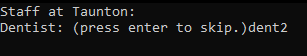 Staff at Taunton:
Dentist: (press enter to skip.)dent2